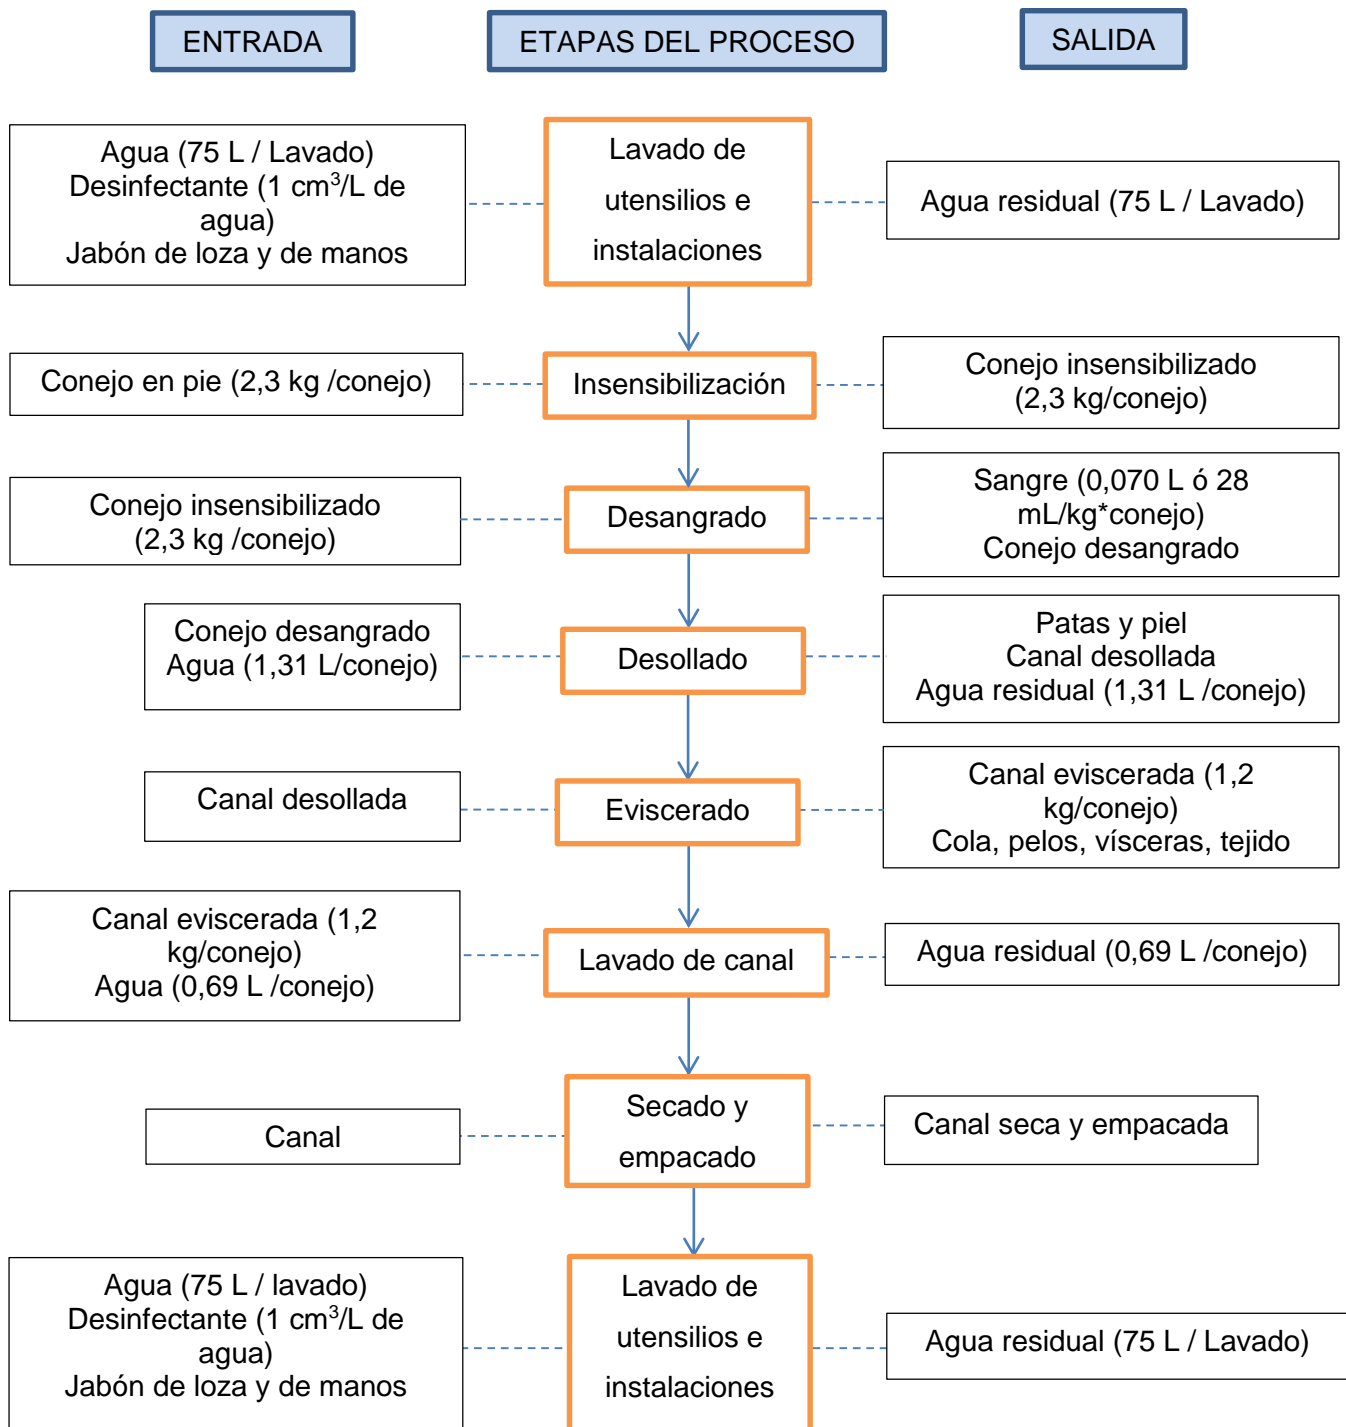 ENTRADA
ETAPAS DEL PROCESO
SALIDA
Agua (75 L / Lavado)
Desinfectante (1 cm³/L de
agua)
Jabón de loza y de manos
Lavado de
utensilios e
instalaciones
Agua residual (75 L / Lavado)
Conejo en pie (2,3 kg /conejo)
Insensibilización
Conejo insensibilizado
(2,3 kg/conejo)
Conejo insensibilizado
(2,3 kg /conejo)
Desangrado
Sangre (0,070 L ó 28
mL/kg*conejo)
Conejo desangrado
Conejo desangrado
Agua (1,31 L/conejo)
Desollado
Patas y piel
Canal desollada
Agua residual (1,31 L /conejo)
Canal desollada
Eviscerado
Canal eviscerada (1,2
kg/conejo)
Cola, pelos, vísceras, tejido
Canal eviscerada (1,2
kg/conejo)
Agua (0,69 L /conejo)
Lavado de canal
Agua residual (0,69 L /conejo)
Canal
Secado y
empacado
Canal seca y empacada
Agua (75 L / lavado)
Desinfectante (1 cm³/L de
agua)
Jabón de loza y de manos
Lavado de
utensilios e
instalaciones
Agua residual (75 L / Lavado)